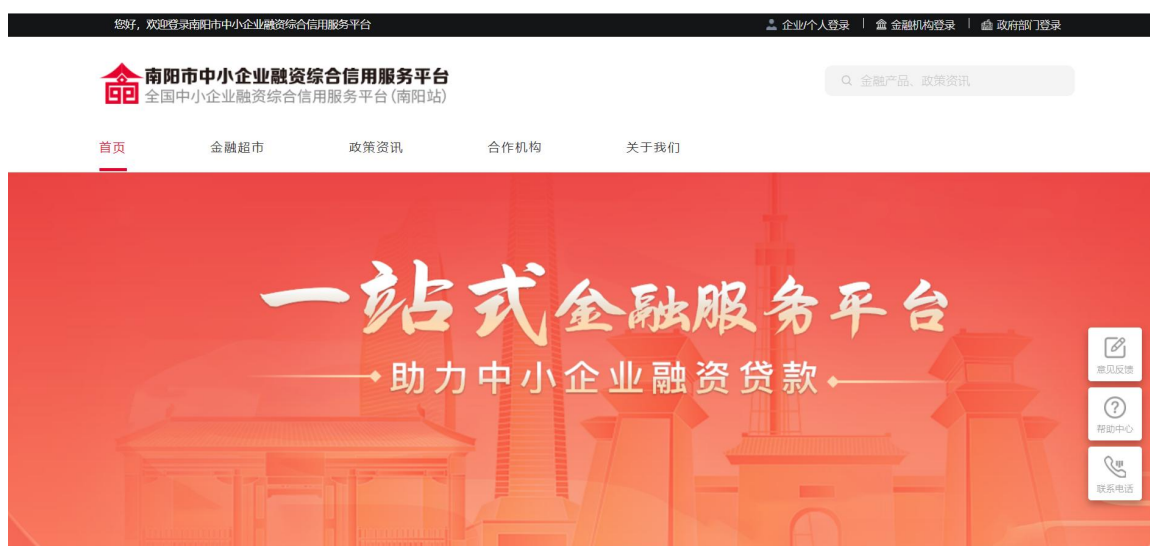 您好，欢迎登录南阳市中小企业融资综合信用服务平台
企业/个人登录 | 金融机构登录 | 政府部门登录
南阳市中小企业融资综合信用服务平台
全国中小企业融资综合信用服务平台(南阳站)
金融产品、政策资讯
首页 金融超市 政策资讯 合作机构 关于我们
一站式金融服务平台
助力中小企业融资贷款
意见反馈
帮助中心
联系电话